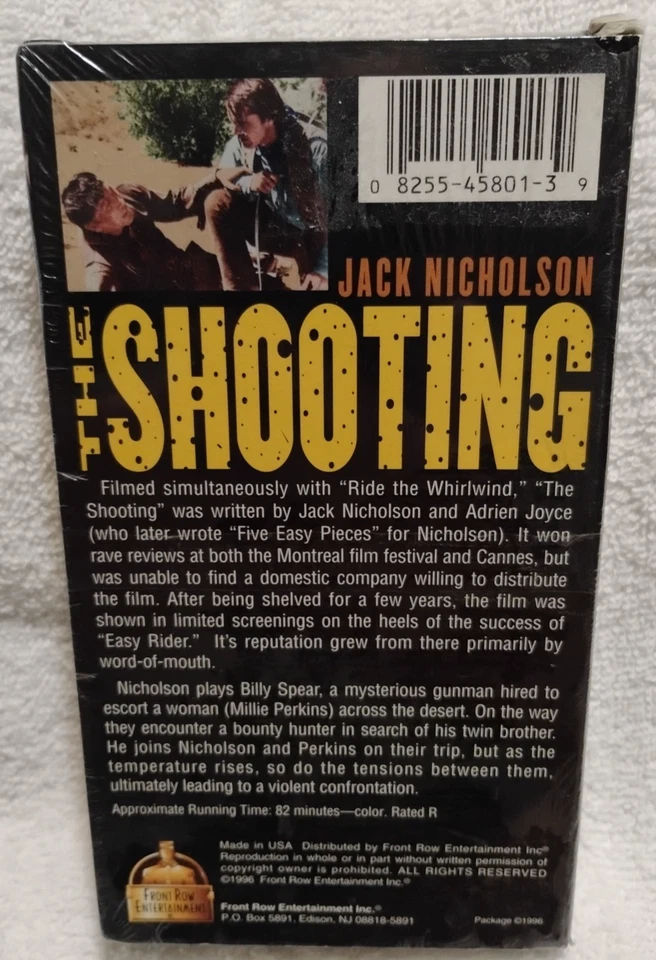 0 8255-45801-3 9
JACK NICHOLSON
THE SHOOTING
Filmed simultaneously with “Ride the Whirlwind,” “The
Shooting” was written by Jack Nicholson and Adrien Joyce
(who later wrote “Five Easy Pieces” for Nicholson). It won
rave reviews at both the Montreal film festival and Cannes, but
was unable to find a domestic company willing to distribute
the film. After being shelved for a few years, the film was
shown in limited screenings on the heels of the success of
“Easy Rider.” It's reputation grew from there primarily by
word-of-mouth.
Nicholson plays Billy Spear, a mysterious gunman hired to
escort a woman (Millie Perkins) across the desert. On the way
they encounter a bounty hunter in search of his twin brother.
He joins Nicholson and Perkins on their trip, but as the
temperature rises, so do the tensions between them,
ultimately leading to a violent confrontation.
Approximate Running Time: 82 minutes—color. Rated R
Made in USA Distributed by Front Row Entertainment Inc®
Reproduction in whole or in part without written permission of
copyright owner is prohibited. ALL RIGHTS RESERVED
©1996 Front Row Entertainment Inc.®
FRONT ROW
ENTERTAINMENT
Front Row Entertainment Inc.®
P.O. Box 5891, Edison, NJ 08818-5891
Package ©1996